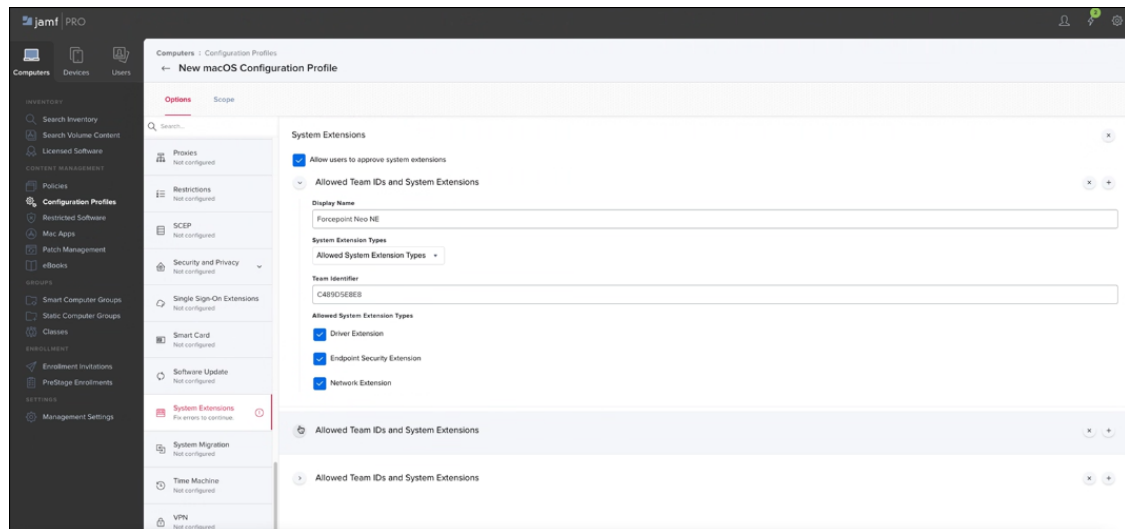 jamf PRO
3
Computers
Devices
Users
INVENTORY
Search Inventory
Search Volume Content
Licensed Software
CONTENT MANAGEMENT
Policies
Configuration Profiles
Restricted Software
Mac Apps
Patch Management
eBooks
GROUPS
Smart Computer Groups
Static Computer Groups
Classes
ENROLLMENT
Enrollment Invitations
PreStage Enrollments
SETTINGS
Management Settings
Computers : Configuration Profiles
← New macOS Configuration Profile
Options
Scope
Search...
Proxies
Not configured
Restrictions
Not configured
SCEP
Not configured
Security and Privacy
Not configured
Single Sign-On Extensions
Not configured
Smart Card
Not configured
Software Update
Not configured
System Extensions
Fix errors to continue.
System Migration
Not configured
Time Machine
Not configured
VPN
Not configured
System Extensions
Allow users to approve system extensions
Allowed Team IDs and System Extensions
Display Name
Forcepoint Neo NE
System Extension Types
Allowed System Extension Types
Team Identifier
C489D5E8E8
Allowed System Extension Types
Driver Extension
Endpoint Security Extension
Network Extension
Allowed Team IDs and System Extensions
Allowed Team IDs and System Extensions